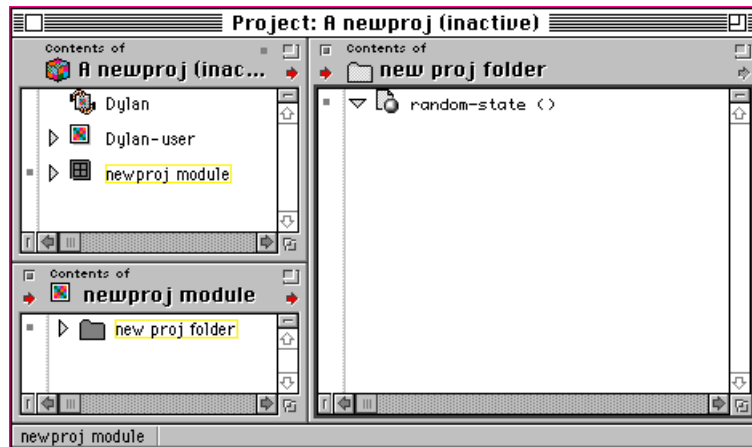 Project: A newproj (inactive)
Contents of
A newproj (inac...
Dylan
Dylan-user
newproj module
Contents of
newproj module
new proj folder
Contents of
new proj folder
random-state ()
newproj module